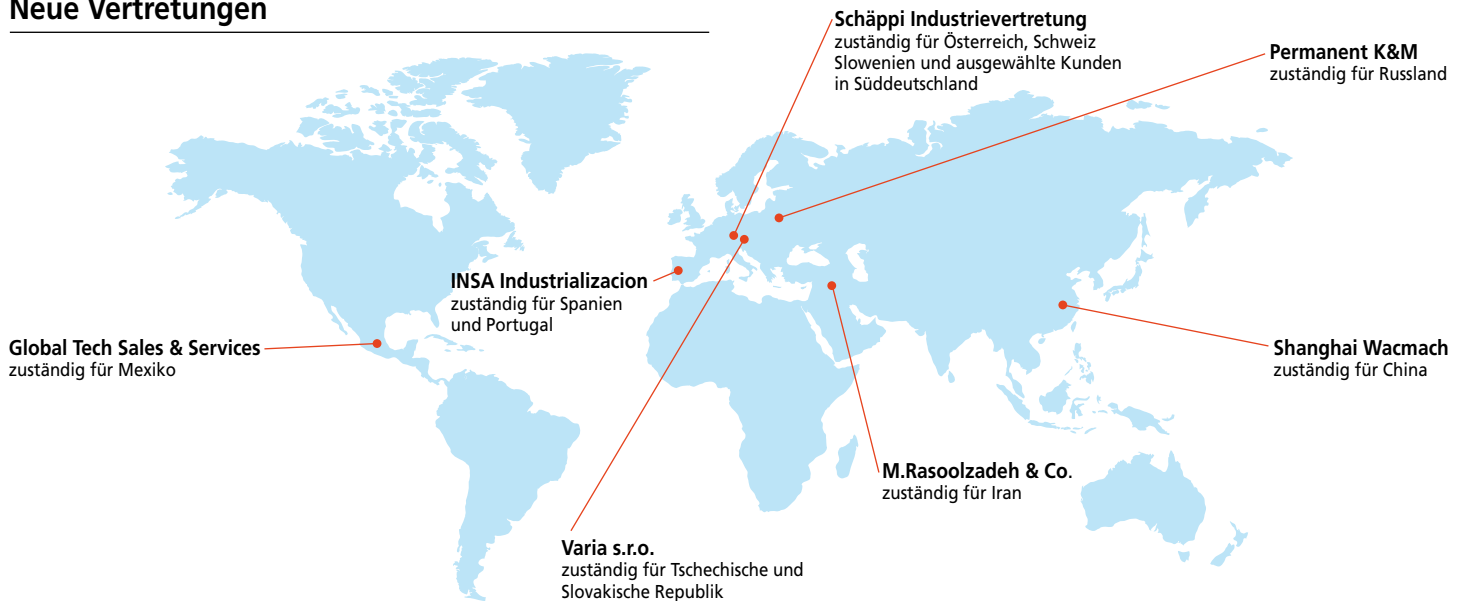 Neue Vertretungen
Schäppi Industrievertretung
zuständig für Österreich, Schweiz
Slowenien und ausgewählte Kunden
in Süddeutschland
Permanent K&M
zuständig für Russland
INSA Industrializacion
zuständig für Spanien
und Portugal
Global Tech Sales & Services
zuständig für Mexiko
Shanghai Wacmach
zuständig für China
M.Rasoolzadeh & Co.
zuständig für Iran
Varia s.r.o.
zuständig für Tschechische und
Slovakische Republik